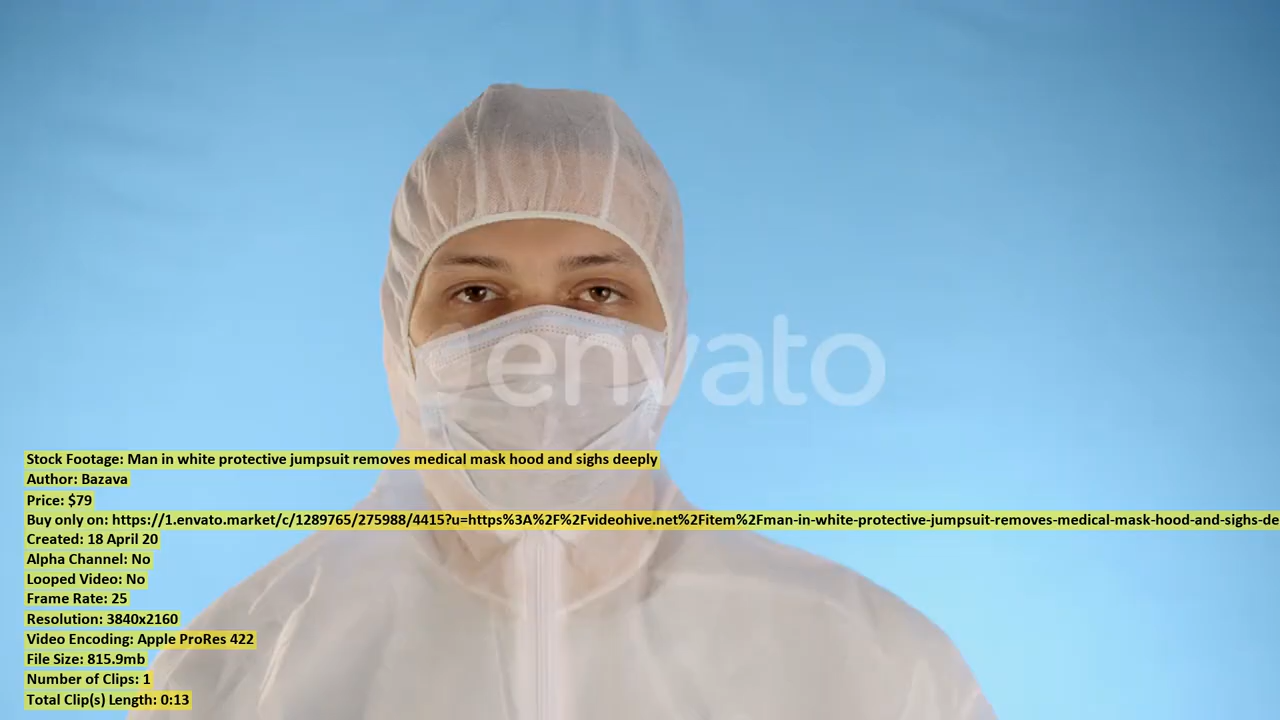 envato
Stock Footage: Man in white protective jumpsuit removes medical mask hood and sighs deeply
Author: Bazava
Price: $79
Buy only on: https://1.envato.market/c/1289765/275988/4415?u=https%3A%2F%2Fvideohive.net%2Fitem%2Fman-in-white-protective-jumpsuit-removes-medical-mask-hood-and-sighs-de
Created: 18 April 20
Alpha Channel: No
Looped Video: No
Frame Rate: 25
Resolution: 3840x2160
Video Encoding: Apple ProRes 422
File Size: 815.9mb
Number of Clips: 1
Total Clip(s) Length: 0:13